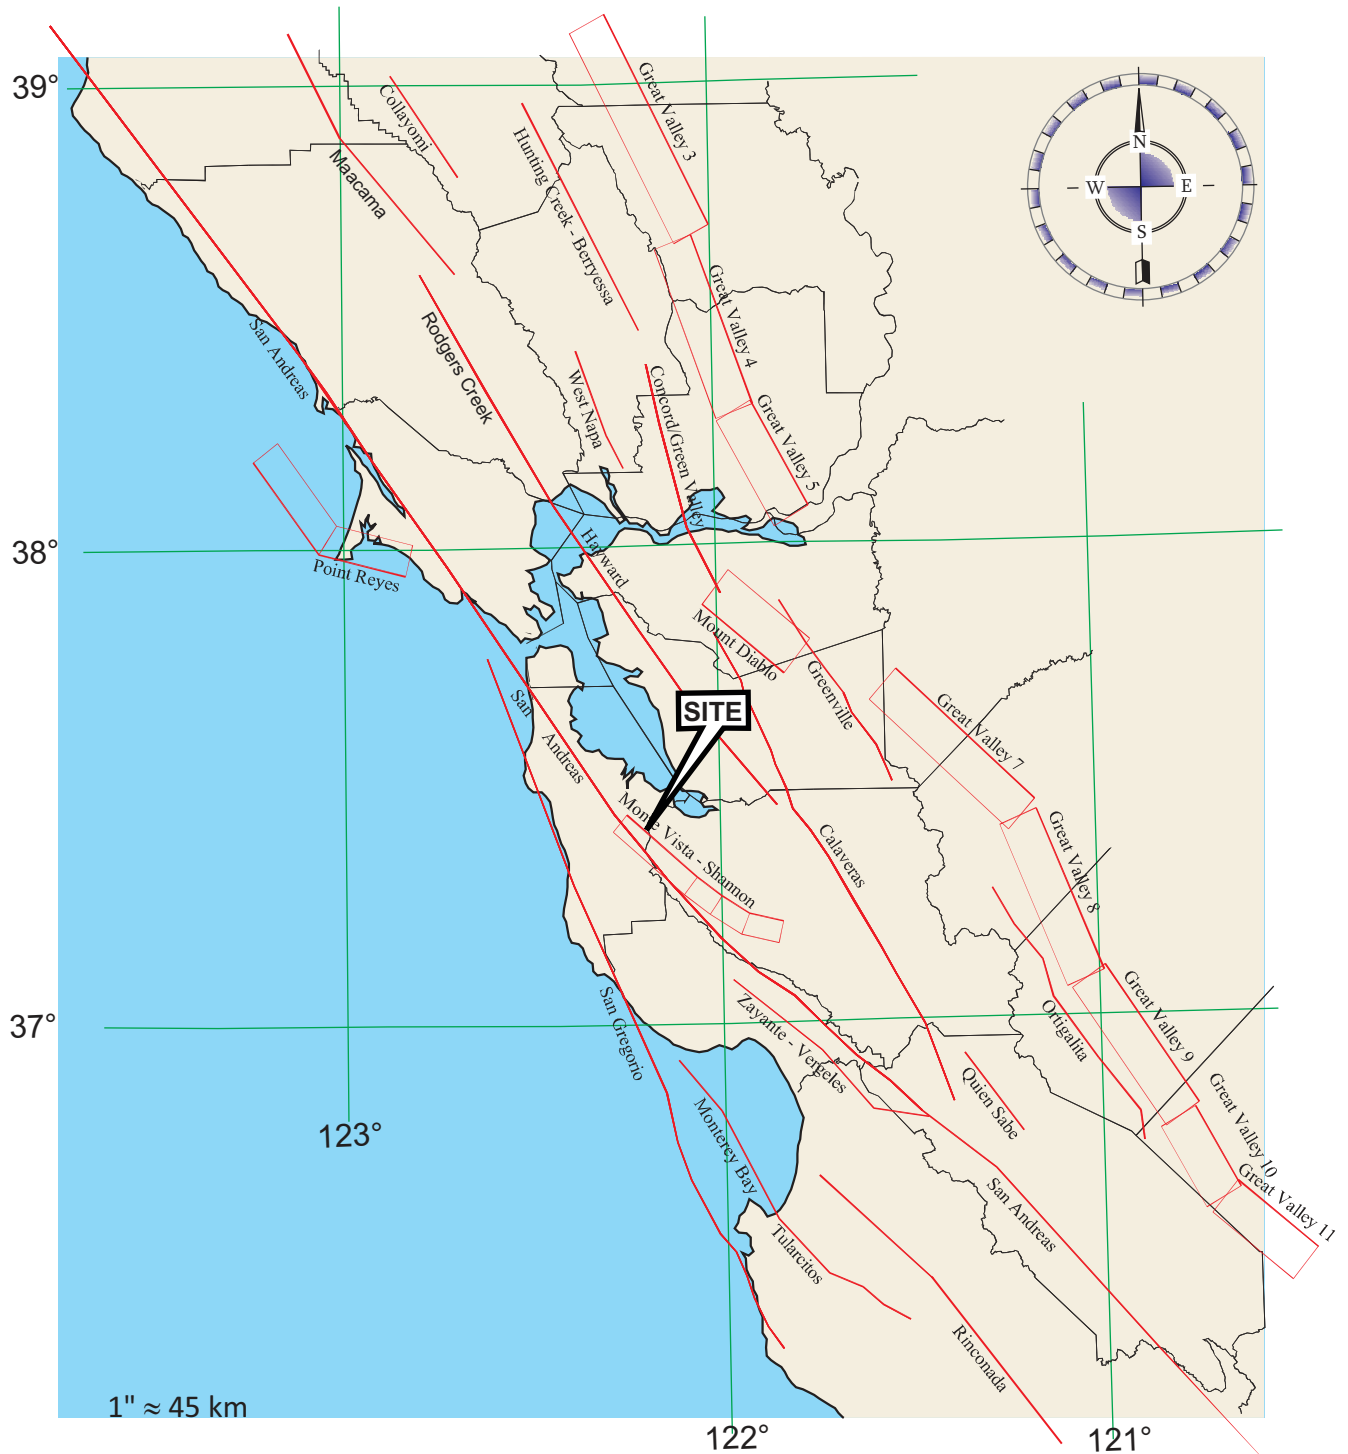 39°
Great Valley 3
Collayomi
Hunting Creek - Berryessa
Maacama
N
W
E
S
San Andreas
Rodgers Creek
Great Valley 4
West Napa
Concord/Green Valley
Great Valley 5
38°
Hayward
Point Reyes
Mount Diablo
Greenville
San
Andreas
SITE
Great Valley 7
Monte Vista - Shannon
Calaveras
Great Valley 8
37°
San Gregorio
Zayante - Vergeles
Ortigalita
Great Valley 9
Quien Sabe
123°
Monterey Bay
Great Valley 10
Great Valley 11
San Andreas
Tularcitos
Rinconada
1" ≈ 45 km
122°
121°